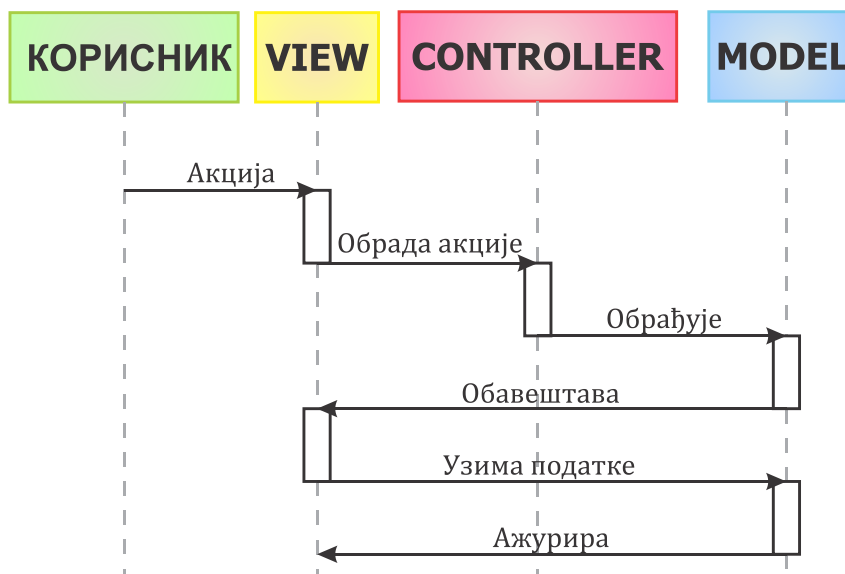 КОРИСНИК
VIEW
CONTROLLER
MODEL
Акција
Обрада акције
Обрађује
Обавештава
Узима податке
Ажурира